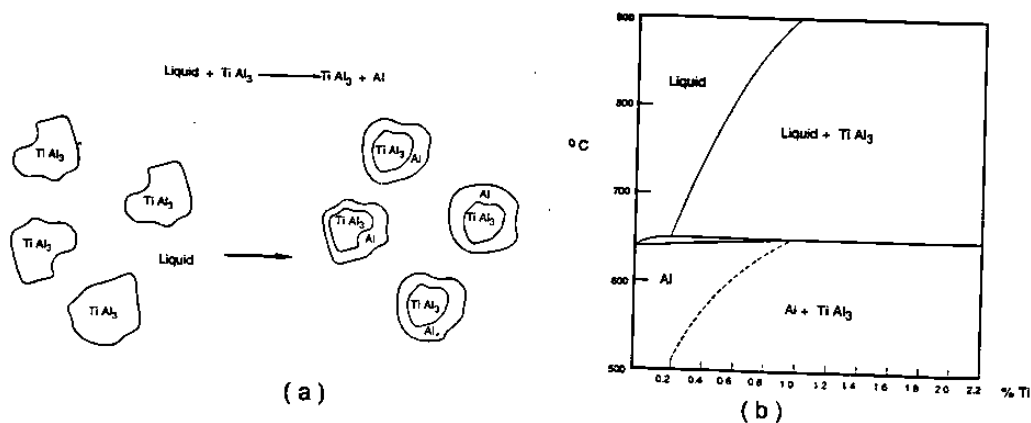 Liquid + Ti Al3 → Ti Al3 + Al
Ti Al3
Ti Al3
Ti Al3
Ti Al3
Liquid
Ti Al3
Al
Ti Al3
Al
Al
Ti Al3
Ti Al3
Al
( a )
900
800
700
600
500
°C
Liquid
Liquid + Ti Al3
Al
Al + Ti Al3
0.2 0.4 0.6 0.8 1.0 1.2 1.4 1.6 1.8 2.0 2.2
% Ti
( b )